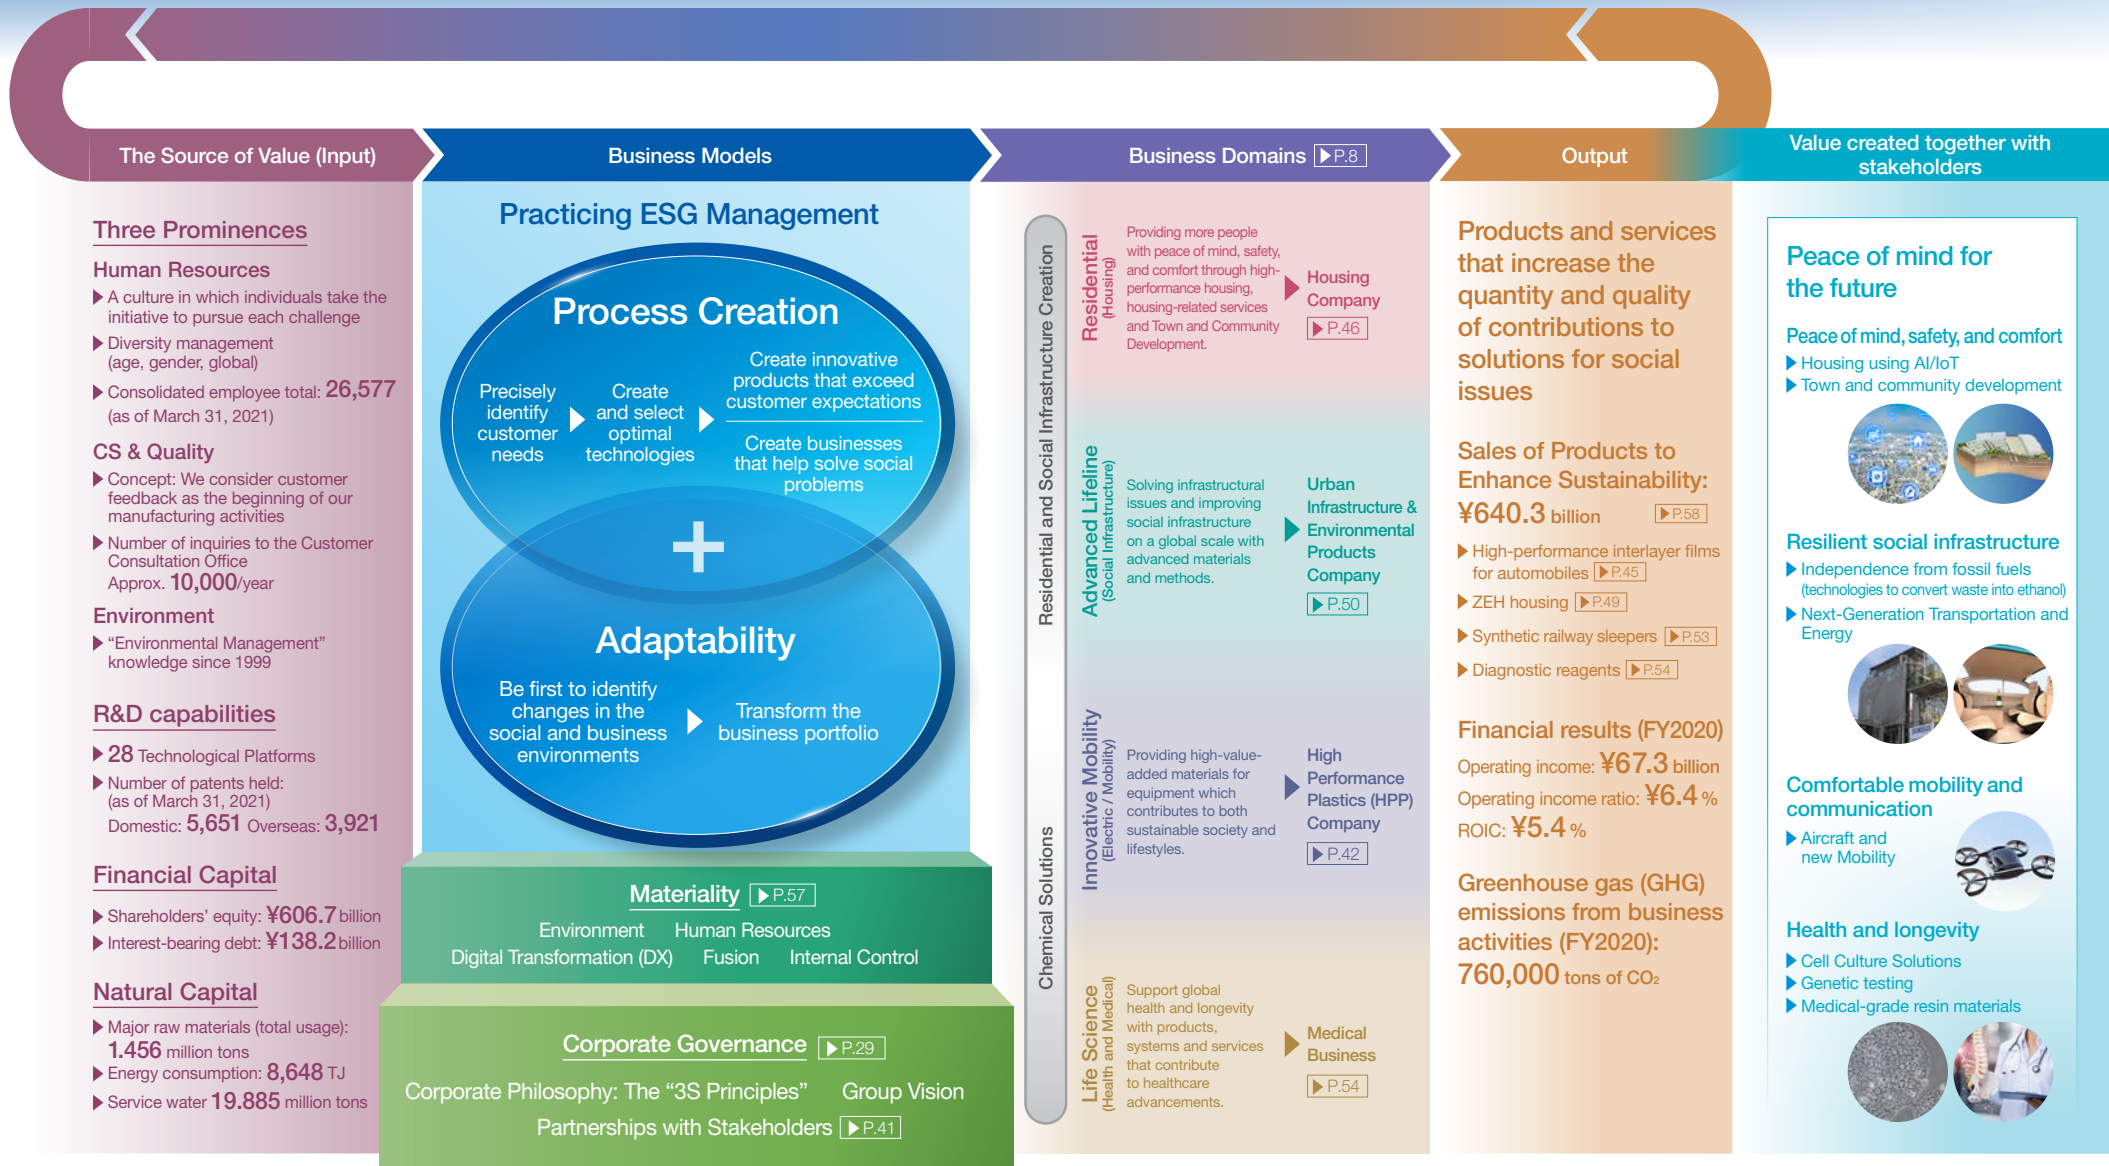 The Source of Value (Input)
Three Prominences
Human Resources
A culture in which individuals take the
initiative to pursue each challenge
Diversity management
(age, gender, global)
Consolidated employee total: 26,577
(as of March 31, 2021)
CS & Quality
Concept: We consider customer
feedback as the beginning of our
manufacturing activities
Number of inquiries to the Customer
Consultation Office
Approx. 10,000/year
Environment
“Environmental Management”
knowledge since 1999
R&D capabilities
28 Technological Platforms
Number of patents held:
(as of March 31, 2021)
Domestic: 5,651 Overseas: 3,921
Financial Capital
Shareholders’ equity: ¥606.7 billion
Interest-bearing debt: ¥138.2 billion
Natural Capital
Major raw materials (total usage):
1.456 million tons
Energy consumption: 8,648 TJ
Service water 19.885 million tons
Business Models
Practicing ESG Management
Process Creation
Precisely
identify
customer
needs
Create
and select
optimal
technologies
Create innovative
products that exceed
customer expectations
Create businesses
that help solve social
problems
+
Adaptability
Be first to identify
changes in the
social and business
environments
Transform the
business portfolio
Materiality P.57
Environment Human Resources
Digital Transformation (DX) Fusion Internal Control
Corporate Governance P.29
Corporate Philosophy: The “3S Principles” Group Vision
Partnerships with Stakeholders P.41
Business Domains P.8
Residential and Social Infrastructure Creation
Chemical Solutions
Residential
(Housing)
Providing more people
with peace of mind, safety,
and comfort through high-
performance housing,
housing-related services
and Town and Community
Development.
Housing
Company
P.46
Advanced Lifeline
(Social Infrastructure)
Solving infrastructural
issues and improving
social infrastructure
on a global scale with
advanced materials
and methods.
Urban
Infrastructure &
Environmental
Products
Company
P.50
Innovative Mobility
(Electric / Mobility)
Providing high-value-
added materials for
equipment which
contributes to both
sustainable society and
lifestyles.
High
Performance
Plastics (HPP)
Company
P.42
Life Science
(Health and Medical)
Support global
health and longevity
with products,
systems and services
that contribute
to healthcare
advancements.
Medical
Business
P.54
Output
Products and services
that increase the
quantity and quality
of contributions to
solutions for social
issues
Sales of Products to
Enhance Sustainability:
¥640.3 billion P.58
High-performance interlayer films
for automobiles P.45
ZEH housing P.49
Synthetic railway sleepers P.53
Diagnostic reagents P.54
Financial results (FY2020)
Operating income: ¥67.3 billion
Operating income ratio: ¥6.4 %
ROIC: ¥5.4 %
Greenhouse gas (GHG)
emissions from business
activities (FY2020):
760,000 tons of CO₂
Value created together with
stakeholders
Peace of mind for
the future
Peace of mind, safety, and comfort
Housing using AI/IoT
Town and community development
Resilient social infrastructure
Independence from fossil fuels
(technologies to convert waste into ethanol)
Next-Generation Transportation and
Energy
Comfortable mobility and
communication
Aircraft and
new Mobility
Health and longevity
Cell Culture Solutions
Genetic testing
Medical-grade resin materials